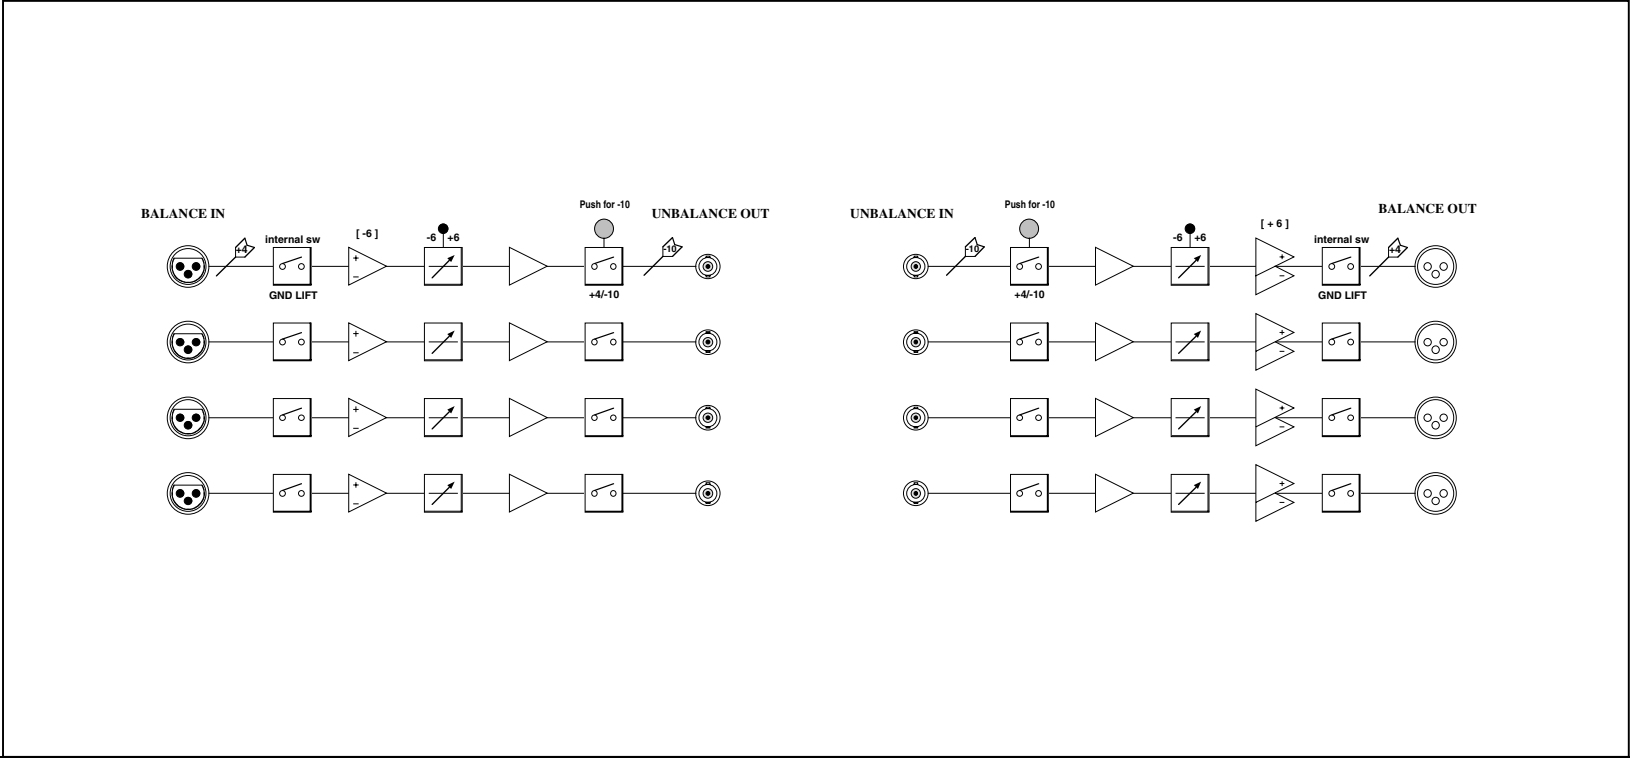 BALANCE IN
+4
internal sw
GND LIFT
[ -6 ]
+
−
-6 +6
Push for -10
+4/-10
UNBALANCE OUT
-10
UNBALANCE IN
-10
Push for -10
+4/-10
-6 +6
[ + 6 ]
+
−
internal sw
GND LIFT
BALANCE OUT
+4
+
−
+
−
+
−
+
−
+
−
+
−